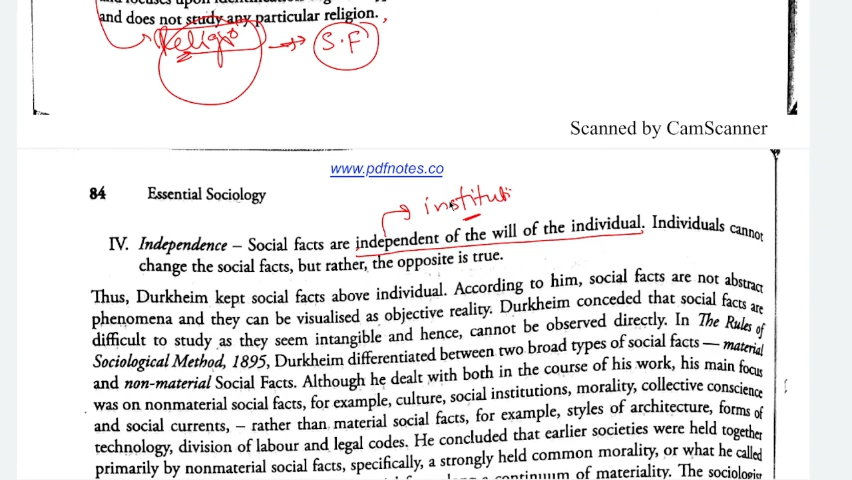 and does not study any particular religion.
Religio → S.F
Scanned by CamScanner
www.pdfnotes.co
84 Essential Sociology
institut
IV. Independence – Social facts are independent of the will of the individual. Individuals cannot
change the social facts, but rather, the opposite is true.
Thus, Durkheim kept social facts above individual. According to him, social facts are not abstract
phenomena and they can be visualised as objective reality. Durkheim conceded that social facts are
difficult to study as they seem intangible and hence, cannot be observed directly. In The Rules of
Sociological Method, 1895, Durkheim differentiated between two broad types of social facts — material
and non-material Social Facts. Although he dealt with both in the course of his work, his main focus
was on nonmaterial social facts, for example, culture, social institutions, morality, collective conscience
and social currents, – rather than material social facts, for example, styles of architecture, forms of
technology, division of labour and legal codes. He concluded that earlier societies were held together
primarily by nonmaterial social facts, specifically, a strongly held common morality, or what he called
continuum of materiality. The sociologist